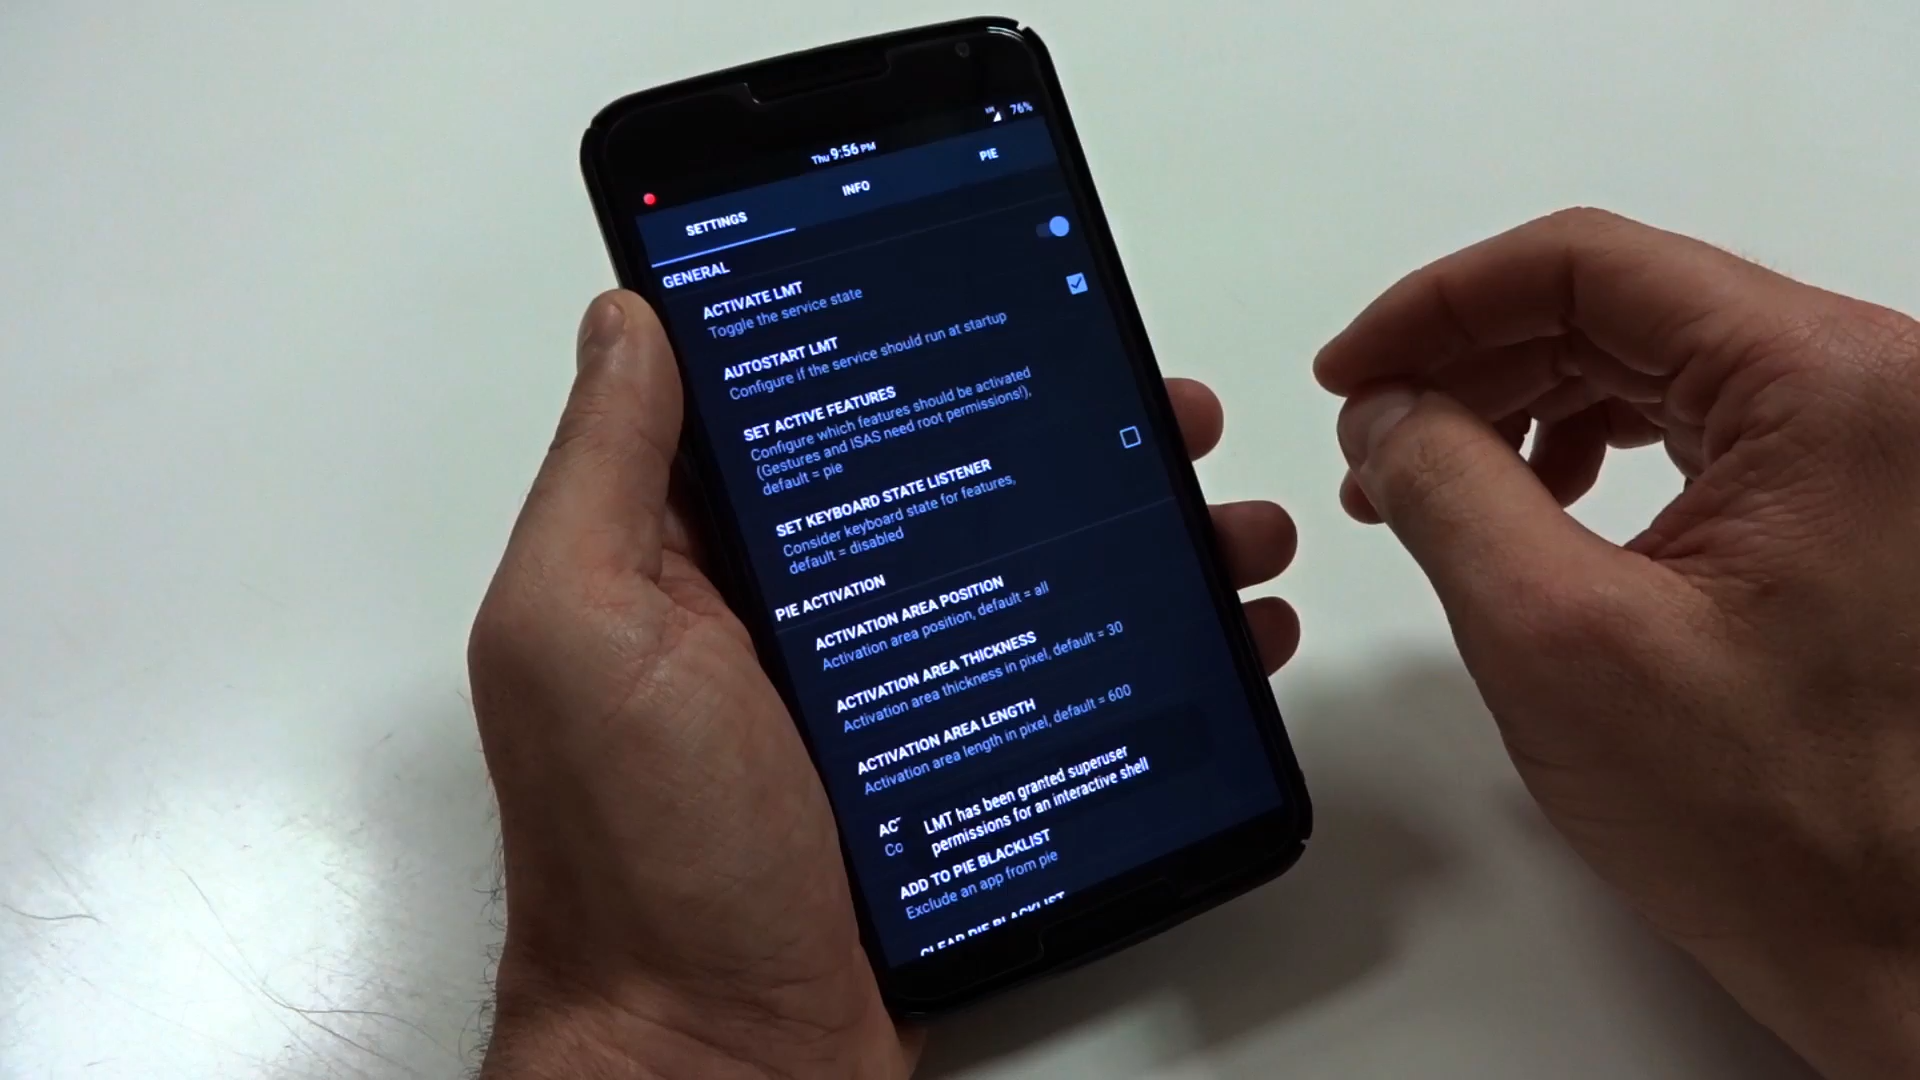 76%
Thu 9:56 PM
SETTINGS
INFO
PIE
GENERAL
ACTIVATE LMT
Toggle the service state
AUTOSTART LMT
Configure if the service should run at startup
SET ACTIVE FEATURES
Configure which features should be activated
(Gestures and ISAS need root permissions!),
default = pie
SET KEYBOARD STATE LISTENER
Consider keyboard state for features,
default = disabled
PIE ACTIVATION
ACTIVATION AREA POSITION
Activation area position, default = all
ACTIVATION AREA THICKNESS
Activation area thickness in pixel, default = 30
ACTIVATION AREA LENGTH
Activation area length in pixel, default = 600
LMT has been granted superuser
permissions for an interactive shell
ADD TO PIE BLACKLIST
Exclude an app from pie
CLEAR PIE BLACKLIST